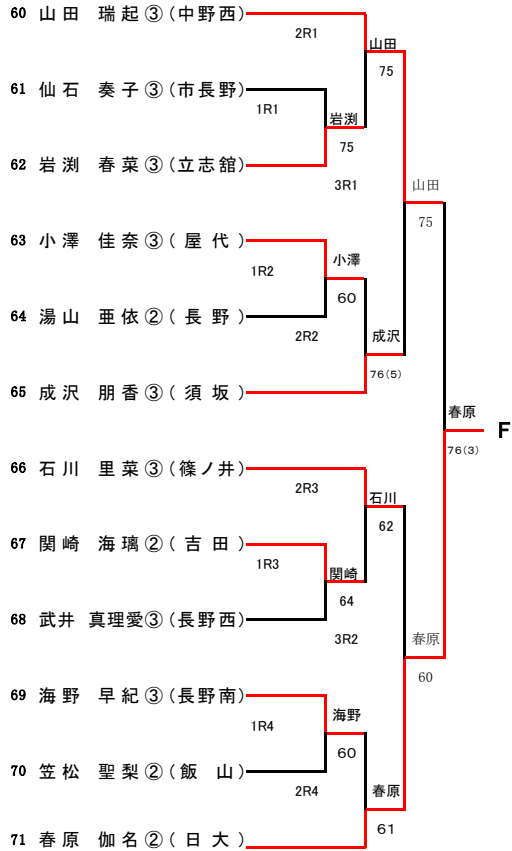 60 山田 瑞起③(中野西)
2R1
山田
75
61 仙石 奏子③(市長野)
1R1
岩渕
75
62 岩渕 春菜③(立志舘)
3R1
山田
75
63 小澤 佳奈③(屋代)
1R2
小澤
60
64 湯山 亜依②(長野)
2R2
成沢
76(5)
65 成沢 朋香③(須坂)
春原
76(3)
F
66 石川 里菜③(篠ノ井)
2R3
石川
62
67 関崎 海璃②(吉田)
1R3
関崎
64
68 武井 真理愛③(長野西)
3R2
春原
60
69 海野 早紀③(長野南)
1R4
海野
60
70 笠松 聖梨②(飯山)
2R4
春原
61
71 春原 伽名②(日大)